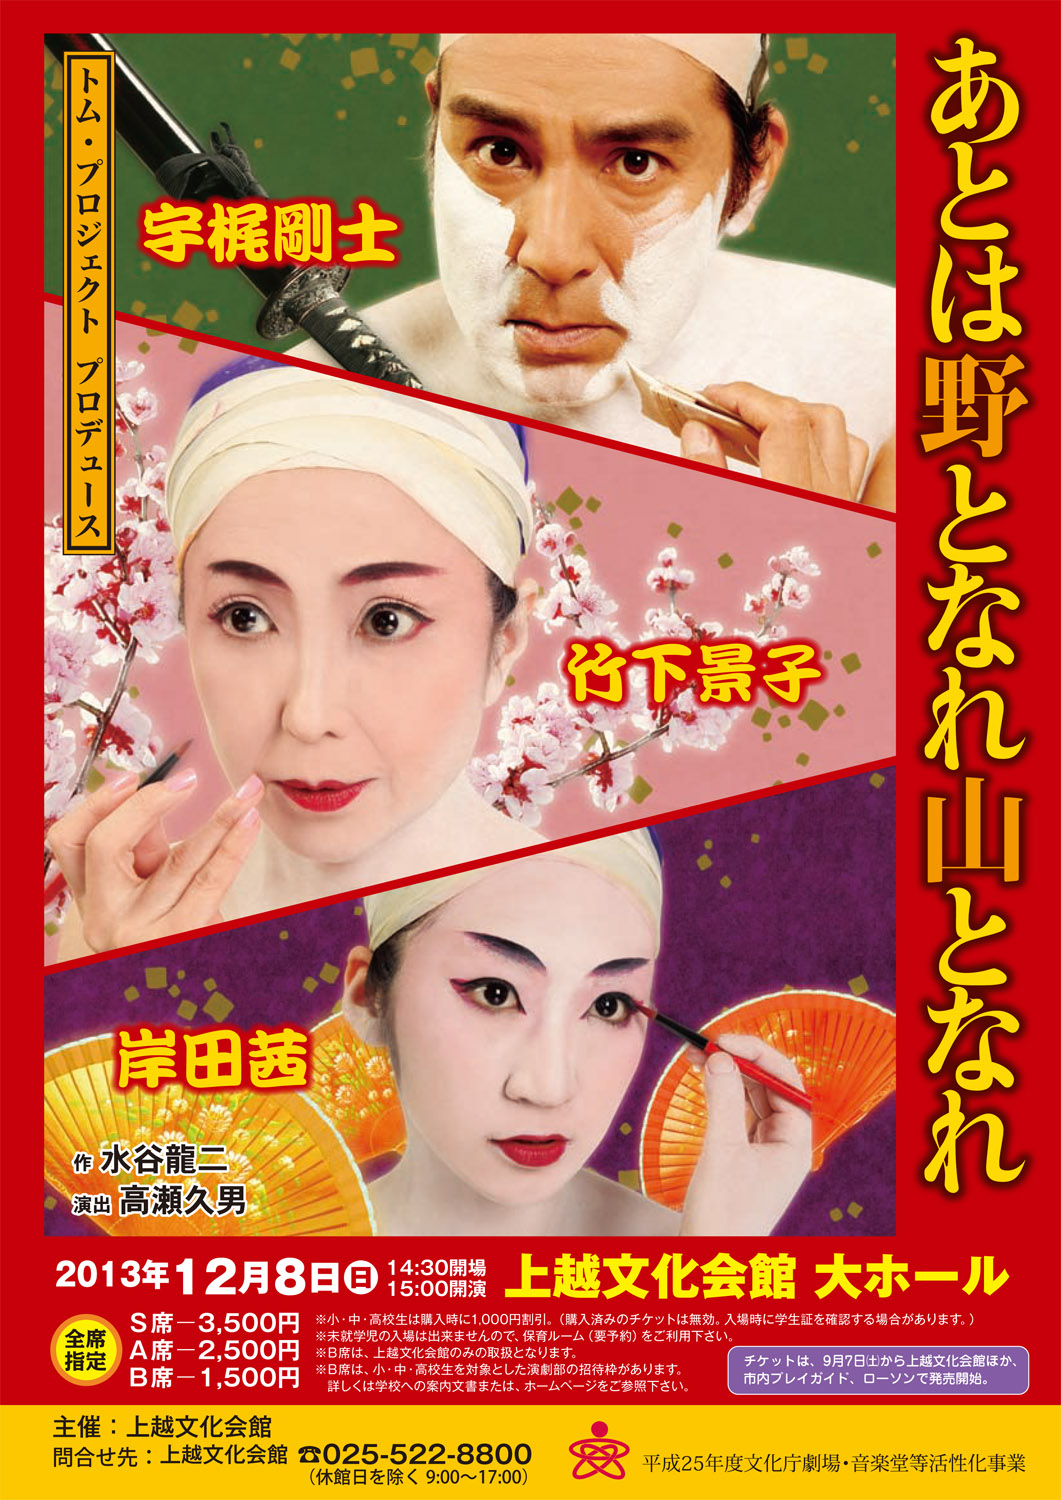 あとは野となれ山となれ
トム・プロジェクト プロデュース
宇梶剛士
竹下景子
岸田茜
作 水谷龍二
演出 高瀬久男
2013年12月8日日 14:30開場
15:00開演
上越文化会館 大ホール
全席
指定
S席－3,500円
A席－2,500円
B席－1,500円
※小・中・高校生は購入時に1,000円割引。（購入済みのチケットは無効。入場時に学生証を確認する場合があります。）
※未就学児の入場は出来ませんので、保育ルーム（要予約）をご利用下さい。
※B席は、上越文化会館のみの取扱となります。
※B席は、小・中・高校生を対象とした演劇部の招待枠があります。
詳しくは学校への案内文書または、ホームページをご参照下さい。
チケットは、9月7日㈯から上越文化会館ほか、
市内プレイガイド、ローソンで発売開始。
主催：上越文化会館
問合せ先：上越文化会館 ☎025-522-8800
（休館日を除く 9:00〜17:00）
平成25年度文化庁劇場・音楽堂等活性化事業